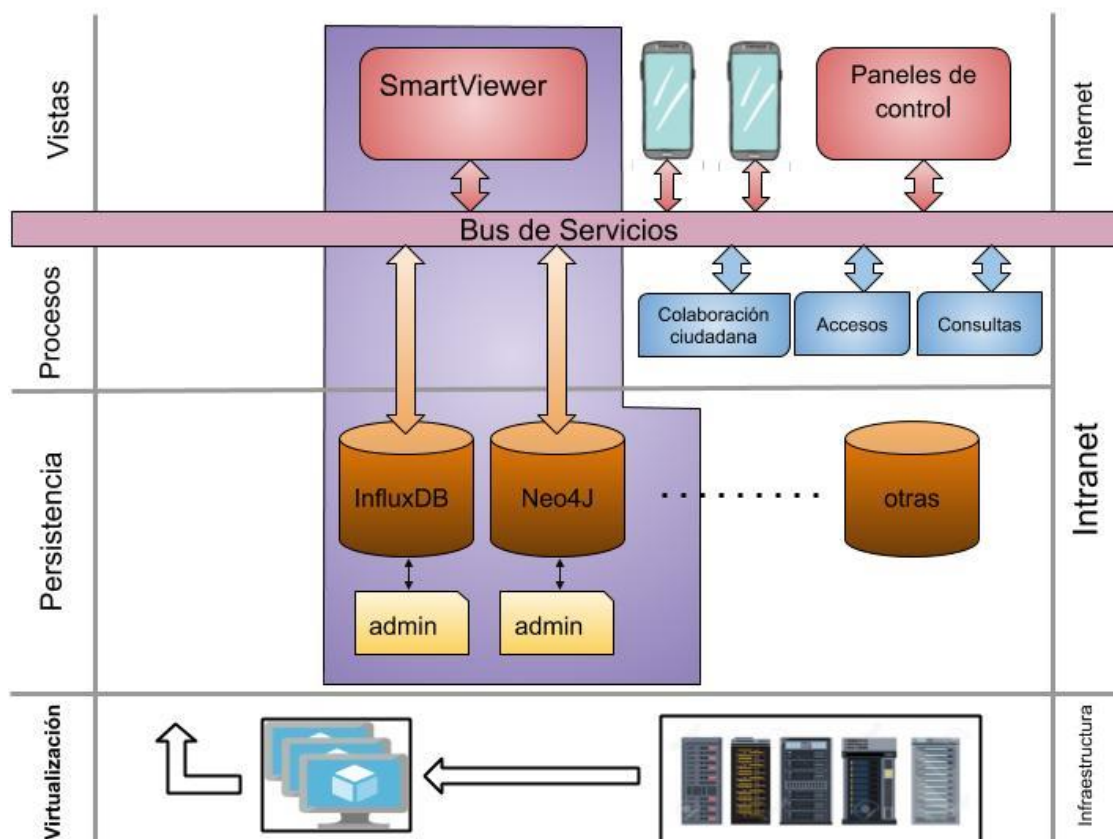 Vistas
SmartViewer
Paneles de
control
Internet
Bus de Servicios
Procesos
Colaboración
ciudadana
Accesos
Consultas
Persistencia
InfluxDB
Neo4J
otras
Intranet
admin
admin
Virtualización
Infraestructura